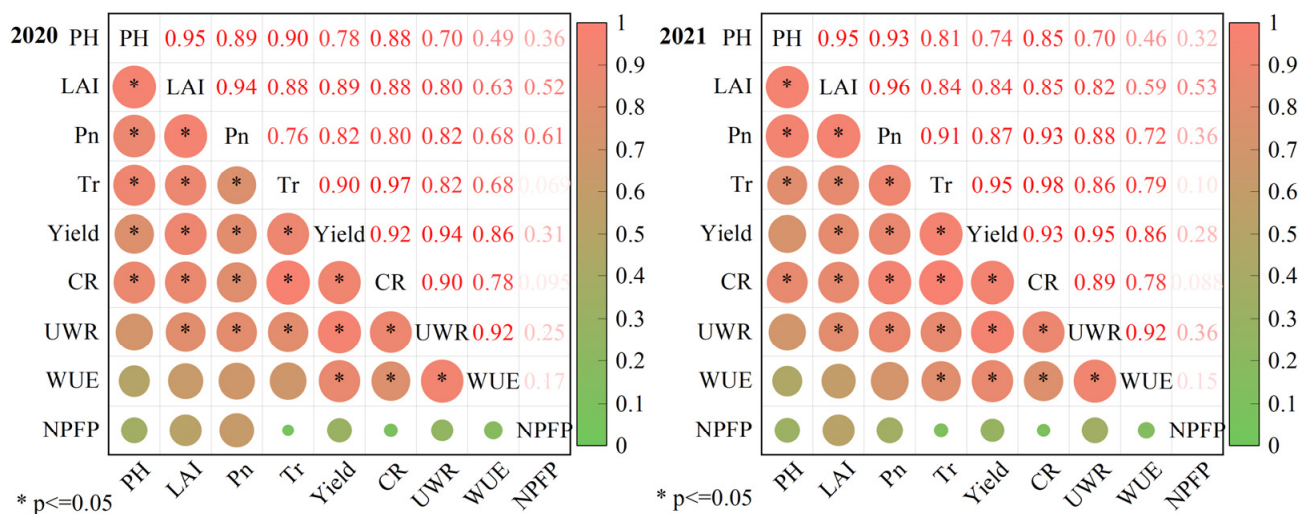 2020 PH PH 0.95 0.89 0.90 0.78 0.88 0.70 0.49 0.36
LAI * LAI 0.94 0.88 0.89 0.88 0.80 0.63 0.52
Pn * * Pn 0.76 0.82 0.80 0.82 0.68 0.61
Tr * * * Tr 0.90 0.97 0.82 0.68 0.069
Yield * * * * Yield 0.92 0.94 0.86 0.31
CR * * * * * CR 0.90 0.78 0.095
UWR * * * * * UWR 0.92 0.25
WUE * * * WUE 0.17
NPFP NPFP
PH LAI Pn Tr Yield CR UWR WUE NPFP
* p<=0.05
1
0.9
0.8
0.7
0.6
0.5
0.4
0.3
0.2
0.1
0
2021 PH PH 0.95 0.93 0.81 0.74 0.85 0.70 0.46 0.32
LAI * LAI 0.96 0.84 0.84 0.85 0.82 0.59 0.53
Pn * * Pn 0.91 0.87 0.93 0.88 0.72 0.36
Tr * * * Tr 0.95 0.98 0.86 0.79 0.10
Yield * * * Yield 0.93 0.95 0.86 0.28
CR * * * * * CR 0.89 0.78 0.088
UWR * * * * * UWR 0.92 0.36
WUE * * * * WUE 0.15
NPFP NPFP
PH LAI Pn Tr Yield CR UWR WUE NPFP
* p<=0.05
1
0.9
0.8
0.7
0.6
0.5
0.4
0.3
0.2
0.1
0